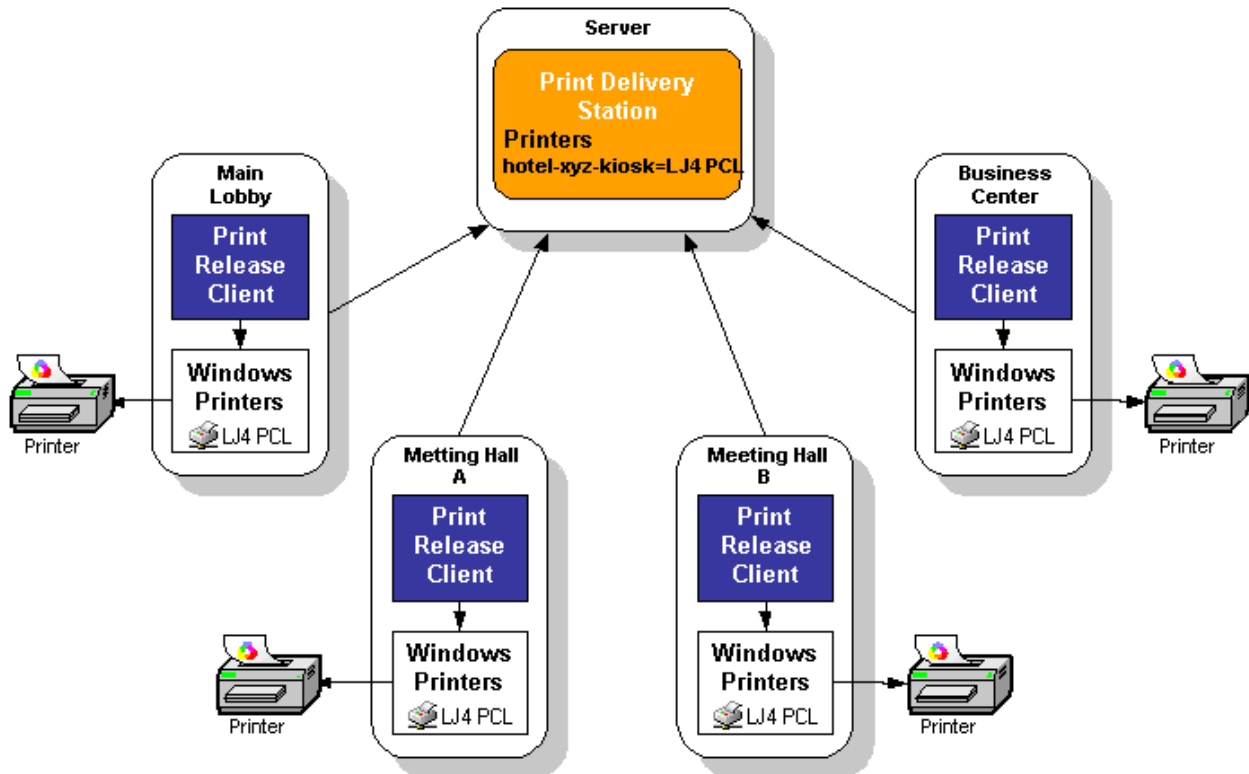 Server
Print Delivery
Station
Printers
hotel-xyz-kiosk=LJ4 PCL
Main
Lobby
Print
Release
Client
Windows
Printers
LJ4 PCL
Printer
Business
Center
Print
Release
Client
Windows
Printers
LJ4 PCL
Printer
Metting Hall
A
Print
Release
Client
Windows
Printers
LJ4 PCL
Printer
Meeting Hall
B
Print
Release
Client
Windows
Printers
LJ4 PCL
Printer